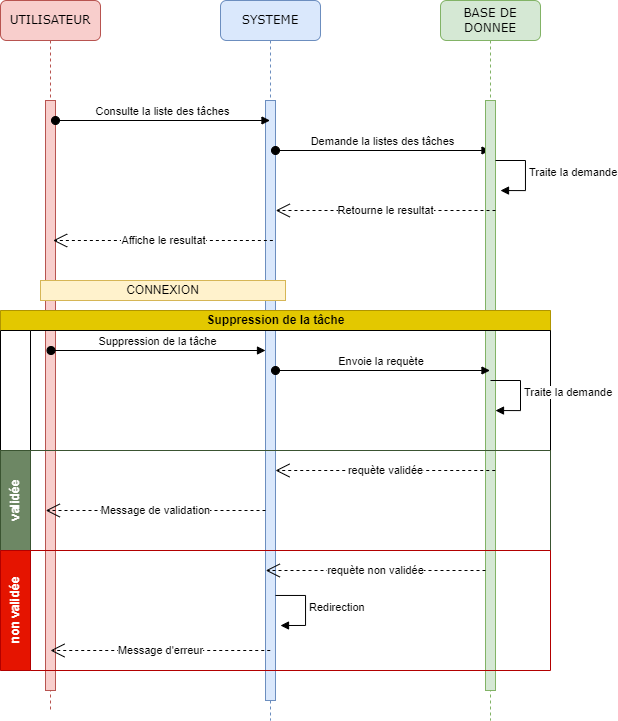 UTILISATEUR
SYSTEME
BASE DE
DONNEE
Consulte la liste des tâches
Demande la listes des tâches
Traite la demande
Retourne le resultat
Affiche le resultat
CONNEXION
Suppression de la tâche
Suppression de la tâche
Envoie la requète
Traite la demande
validée
requète validée
Message de validation
non validée
requète non validée
Redirection
Message d'erreur